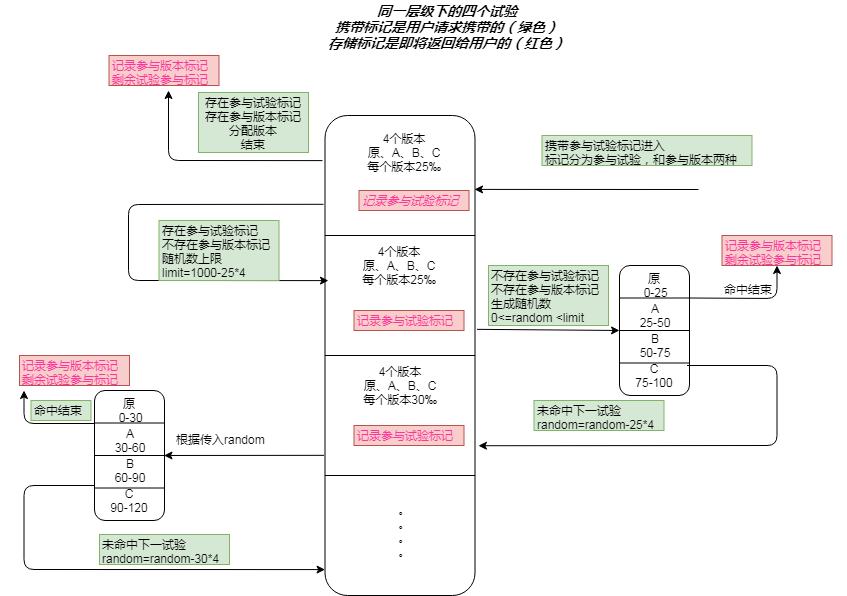 同一层级下的四个试验
携带标记是用户请求携带的（绿色）
存储标记是即将返回给用户的（红色）
记录参与版本标记
剩余试验参与标记
存在参与试验标记
存在参与版本标记
分配版本
结束
4个版本
原、A、B、C
每个版本25‰
记录参与试验标记
携带参与试验标记进入
标记分为参与试验，和参与版本两种
存在参与试验标记
不存在参与版本标记
随机数上限
limit=1000-25*4
4个版本
原、A、B、C
每个版本25‰
记录参与试验标记
不存在参与试验标记
不存在参与版本标记
生成随机数
0<=random <limit
原
0-25
A
25-50
B
50-75
C
75-100
记录参与版本标记
剩余试验参与标记
命中结束
未命中下一试验
random=random-25*4
4个版本
原、A、B、C
每个版本30‰
记录参与试验标记
根据传入random
原
0-30
A
30-60
B
60-90
C
90-120
记录参与版本标记
剩余试验参与标记
命中结束
未命中下一试验
random=random-30*4
。
。
。
。